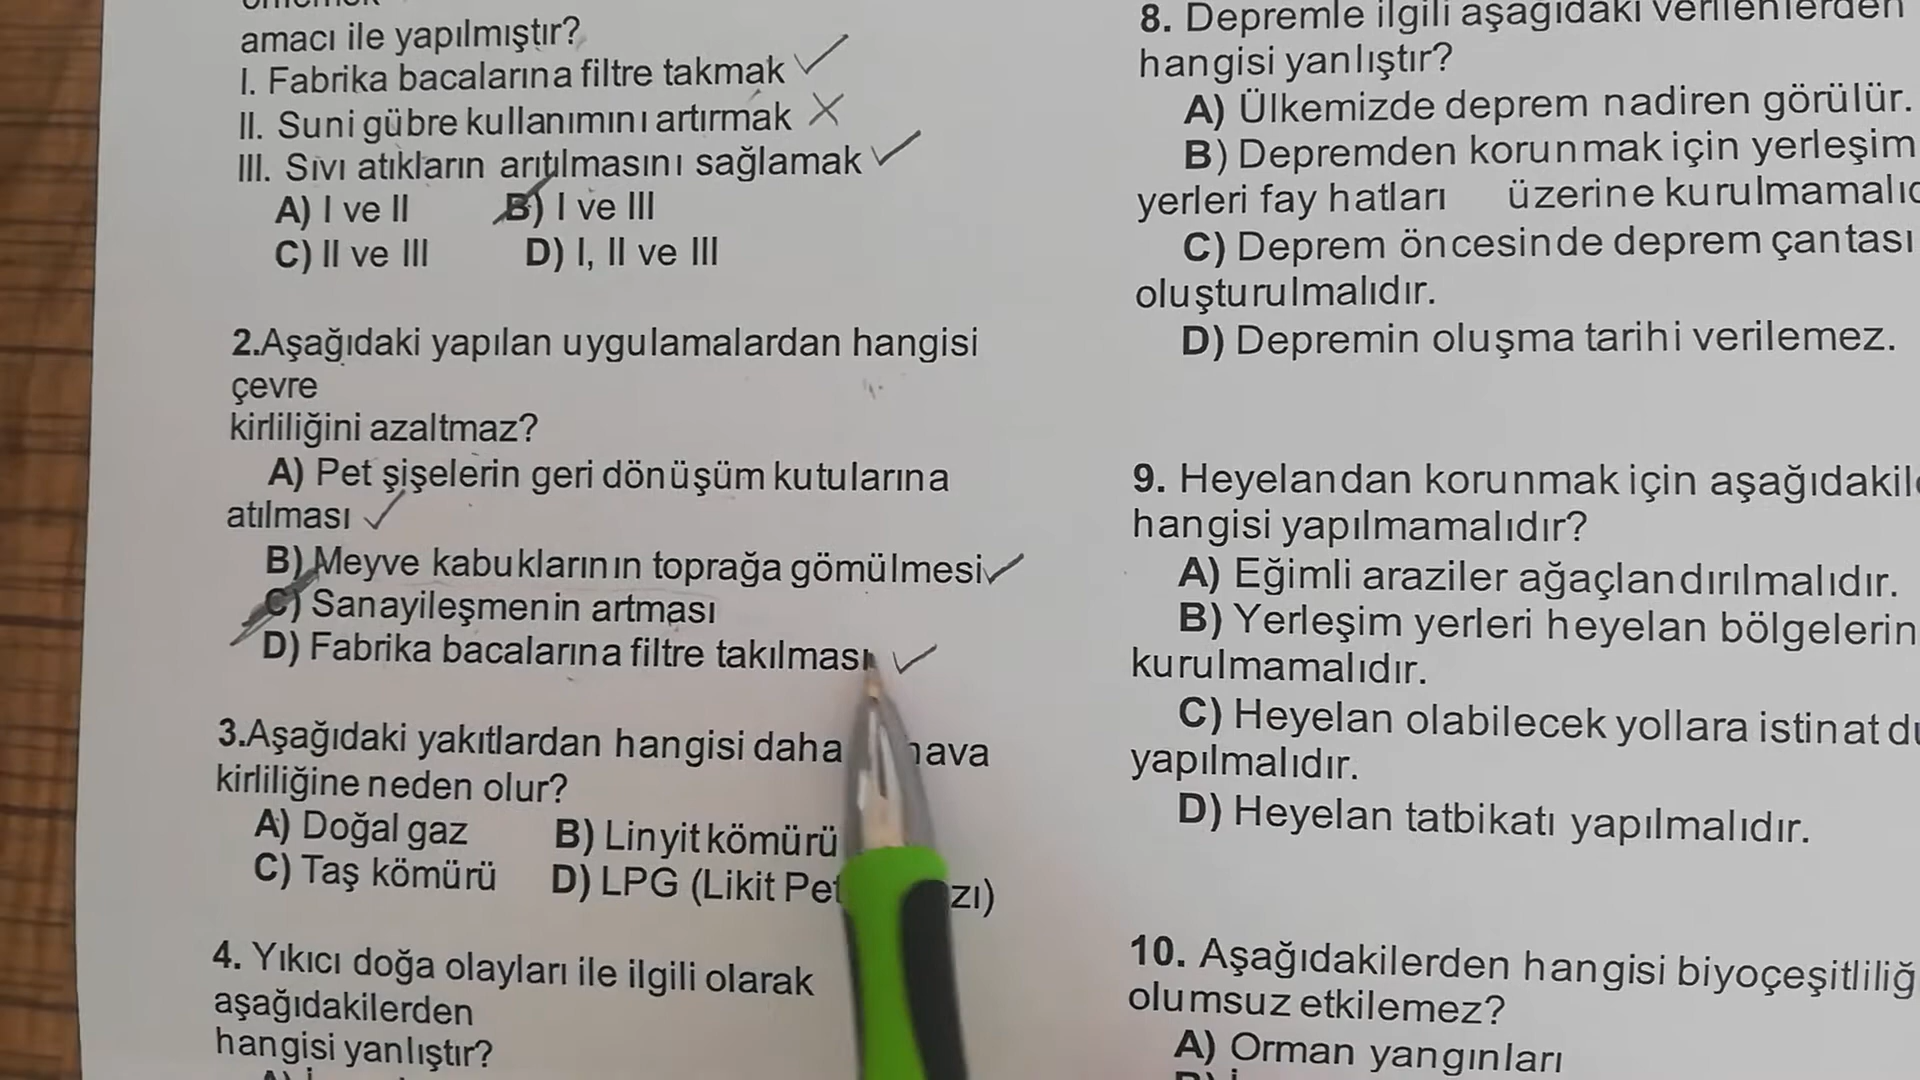 amacı ile yapılmıştır?
I. Fabrika bacalarına filtre takmak
II. Suni gübre kullanımını artırmak
III. Sıvı atıkların arıtılmasını sağlamak
A) I ve II B) I ve III
C) II ve III D) I, II ve III
2.Aşağıdaki yapılan uygulamalardan hangisi
çevre
kirliliğini azaltmaz?
A) Pet şişelerin geri dönüşüm kutularına
atılması
B) Meyve kabuklarının toprağa gömülmesi
C) Sanayileşmenin artması
D) Fabrika bacalarına filtre takılması
3.Aşağıdaki yakıtlardan hangisi daha hava
kirliliğine neden olur?
A) Doğal gaz B) Linyit kömürü
C) Taş kömürü D) LPG (Likit
4. Yıkıcı doğa olayları ile ilgili olarak
aşağıdakilerden
hangisi yanlıştır?
8. Depremle ilgili aşağıdaki verilenlerden
hangisi yanlıştır?
A) Ülkemizde deprem nadiren görülür.
B) Depremden korunmak için yerleşim
yerleri fay hatları üzerine
C) Deprem öncesinde deprem çantası
oluşturulmalıdır.
D) Depremin oluşma tarihi verilemez.
9. Heyelandan korunmak için
hangisi yapılmamalıdır?
A) Eğimli araziler ağaçlandırılmalıdır.
B) Yerleşim yerleri heyelan
kurulmamalıdır.
C) Heyelan olabilecek yollara istinat
yapılmalıdır.
D) Heyelan tatbikatı yapılmalıdır.
10. Aşağıdakilerden hangisi
olumsuz etkilemez?
A) Orman yangınları